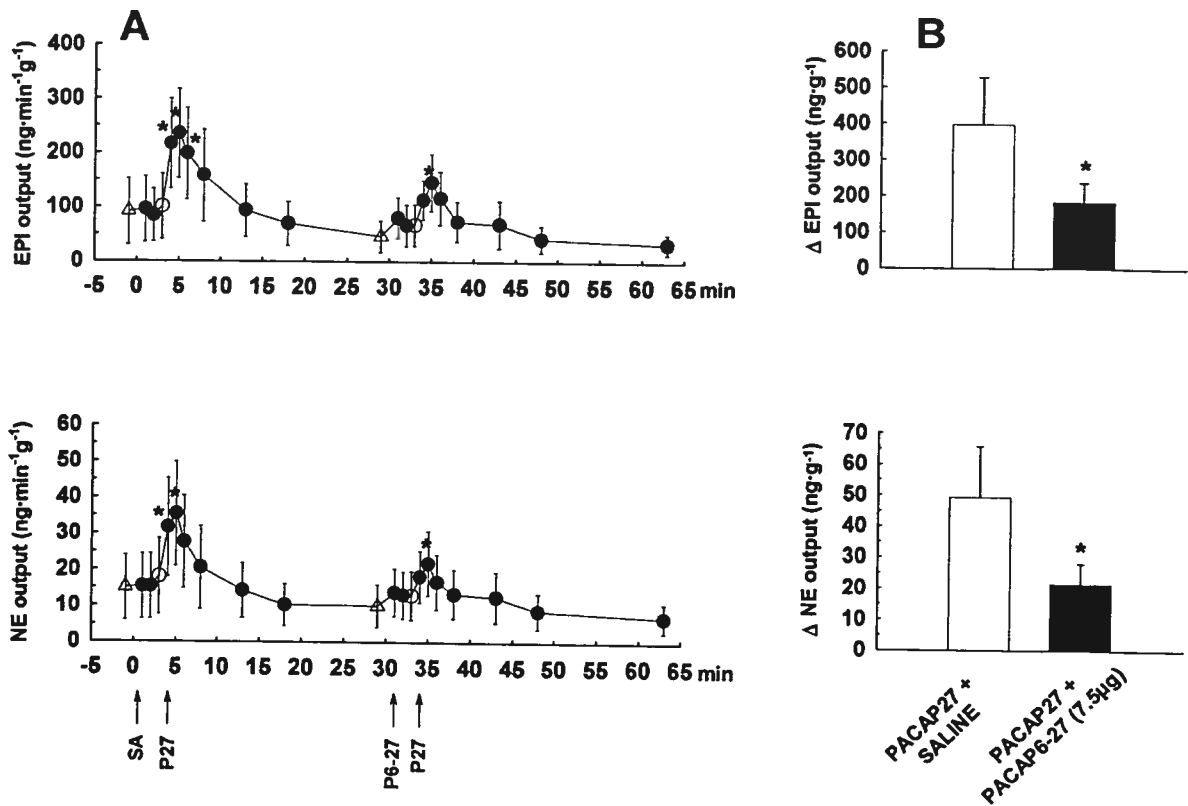 A
EPI output (ng·min⁻¹g⁻¹)
400
300
200
100
0
* * * *
-5 0 5 10 15 20 25 30 35 40 45 50 55 60 65 min
B
Δ EPI output (ng·g⁻¹)
600
500
400
300
200
100
0
*
NE output (ng·min⁻¹g⁻¹)
60
50
40
30
20
10
0
* * *
-5 0 5 10 15 20 25 30 35 40 45 50 55 60 65 min
SA
P27
P6-27
P27
Δ NE output (ng·g⁻¹)
70
60
50
40
30
20
10
0
*
PACAP27 +
SALINE
PACAP27 +
PACAP6-27 (7.5µg)